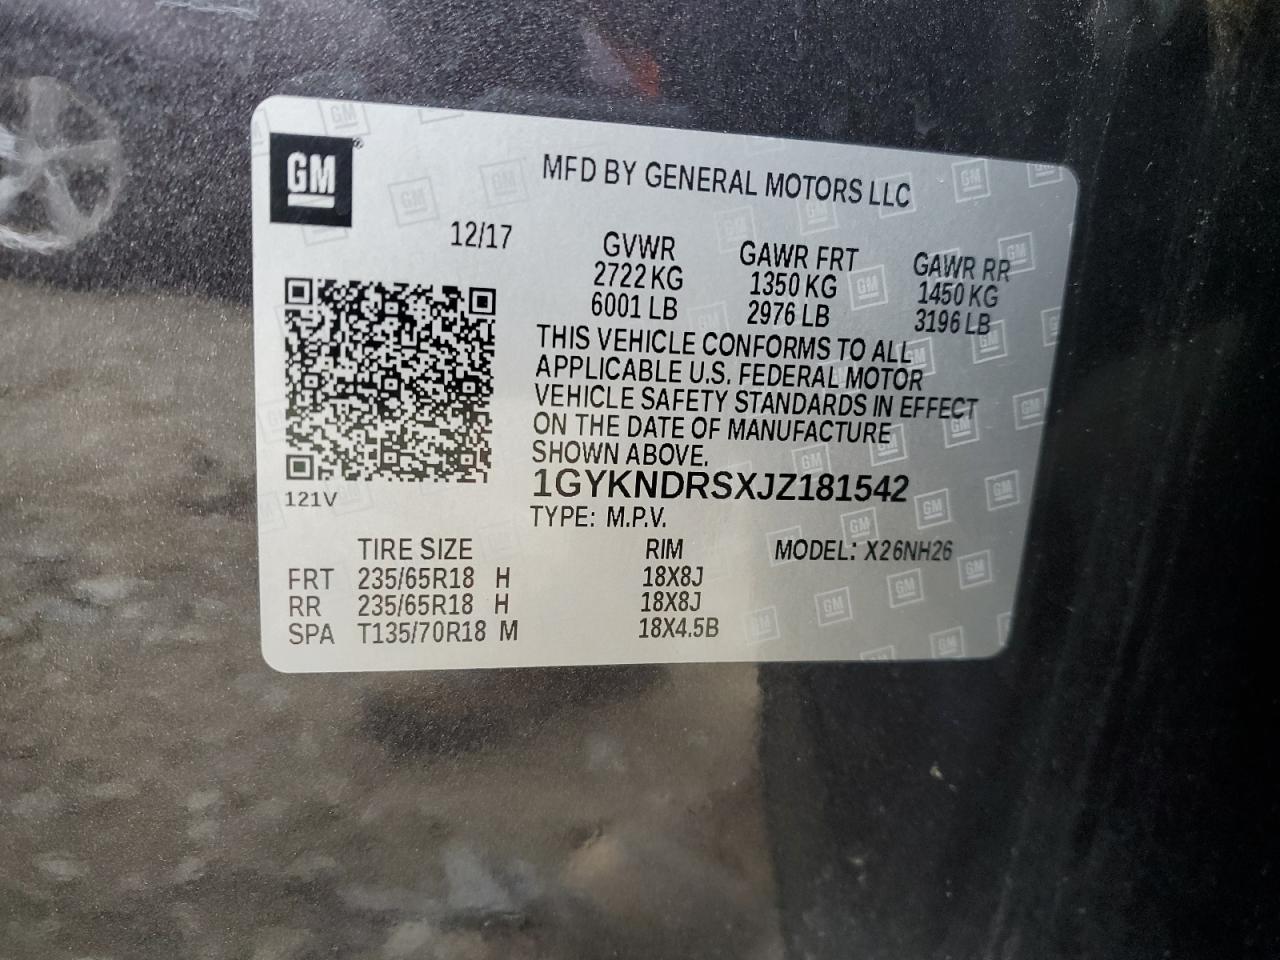 GM
MFD BY GENERAL MOTORS LLC
12/17
GVWR GAWR FRT GAWR RR
2722 KG 1350 KG 1450 KG
6001 LB 2976 LB 3196 LB
THIS VEHICLE CONFORMS TO ALL
APPLICABLE U.S. FEDERAL MOTOR
VEHICLE SAFETY STANDARDS IN EFFECT
ON THE DATE OF MANUFACTURE
SHOWN ABOVE.
121V
1GYKNDRSXJZ181542
TYPE: M.P.V.
TIRE SIZE RIM MODEL: X26NH26
FRT 235/65R18 H 18X8J
RR 235/65R18 H 18X8J
SPA T135/70R18 M 18X4.5B